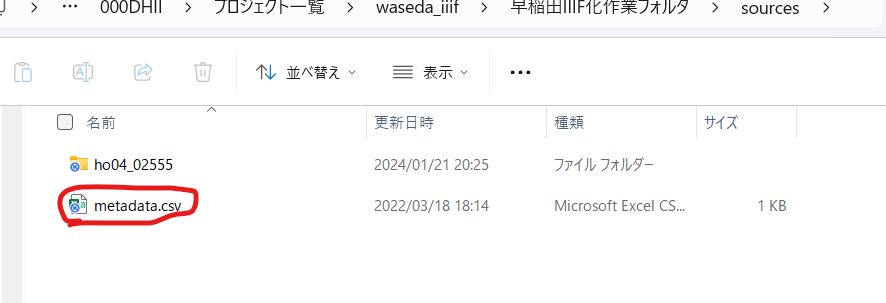 … 000DHII プロジェクト一覧 waseda_iiif 早稲田IIIF化作業フォルダ sources
並べ替え 表示
名前 更新日時 種類 サイズ
ho04_02555 2024/01/21 20:25 ファイル フォルダー
metadata.csv 2022/03/18 18:14 Microsoft Excel CS... 1 KB